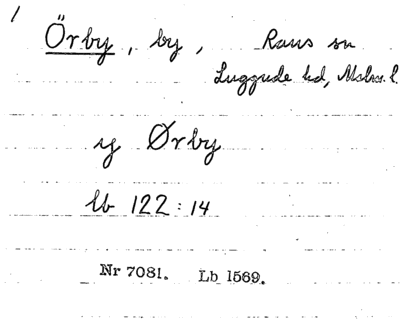 1
Örby, by, Raus sn
Luggude hd, Malm. l.
y Ørby
lb 122:14
Nr 7081. Lb 1569.